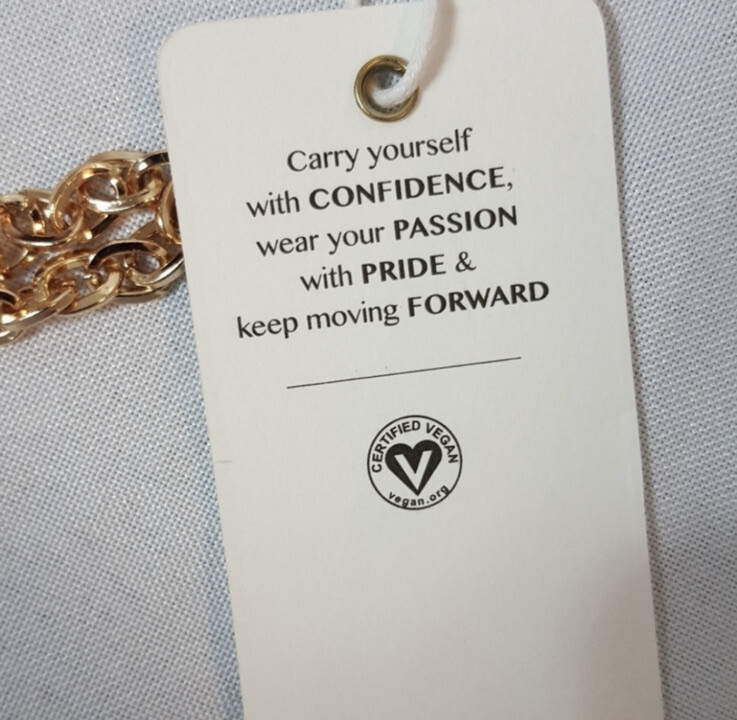 Carry yourself
with CONFIDENCE,
wear your PASSION
with PRIDE &
keep moving FORWARD
CERTIFIED VEGAN
V
vegan.org